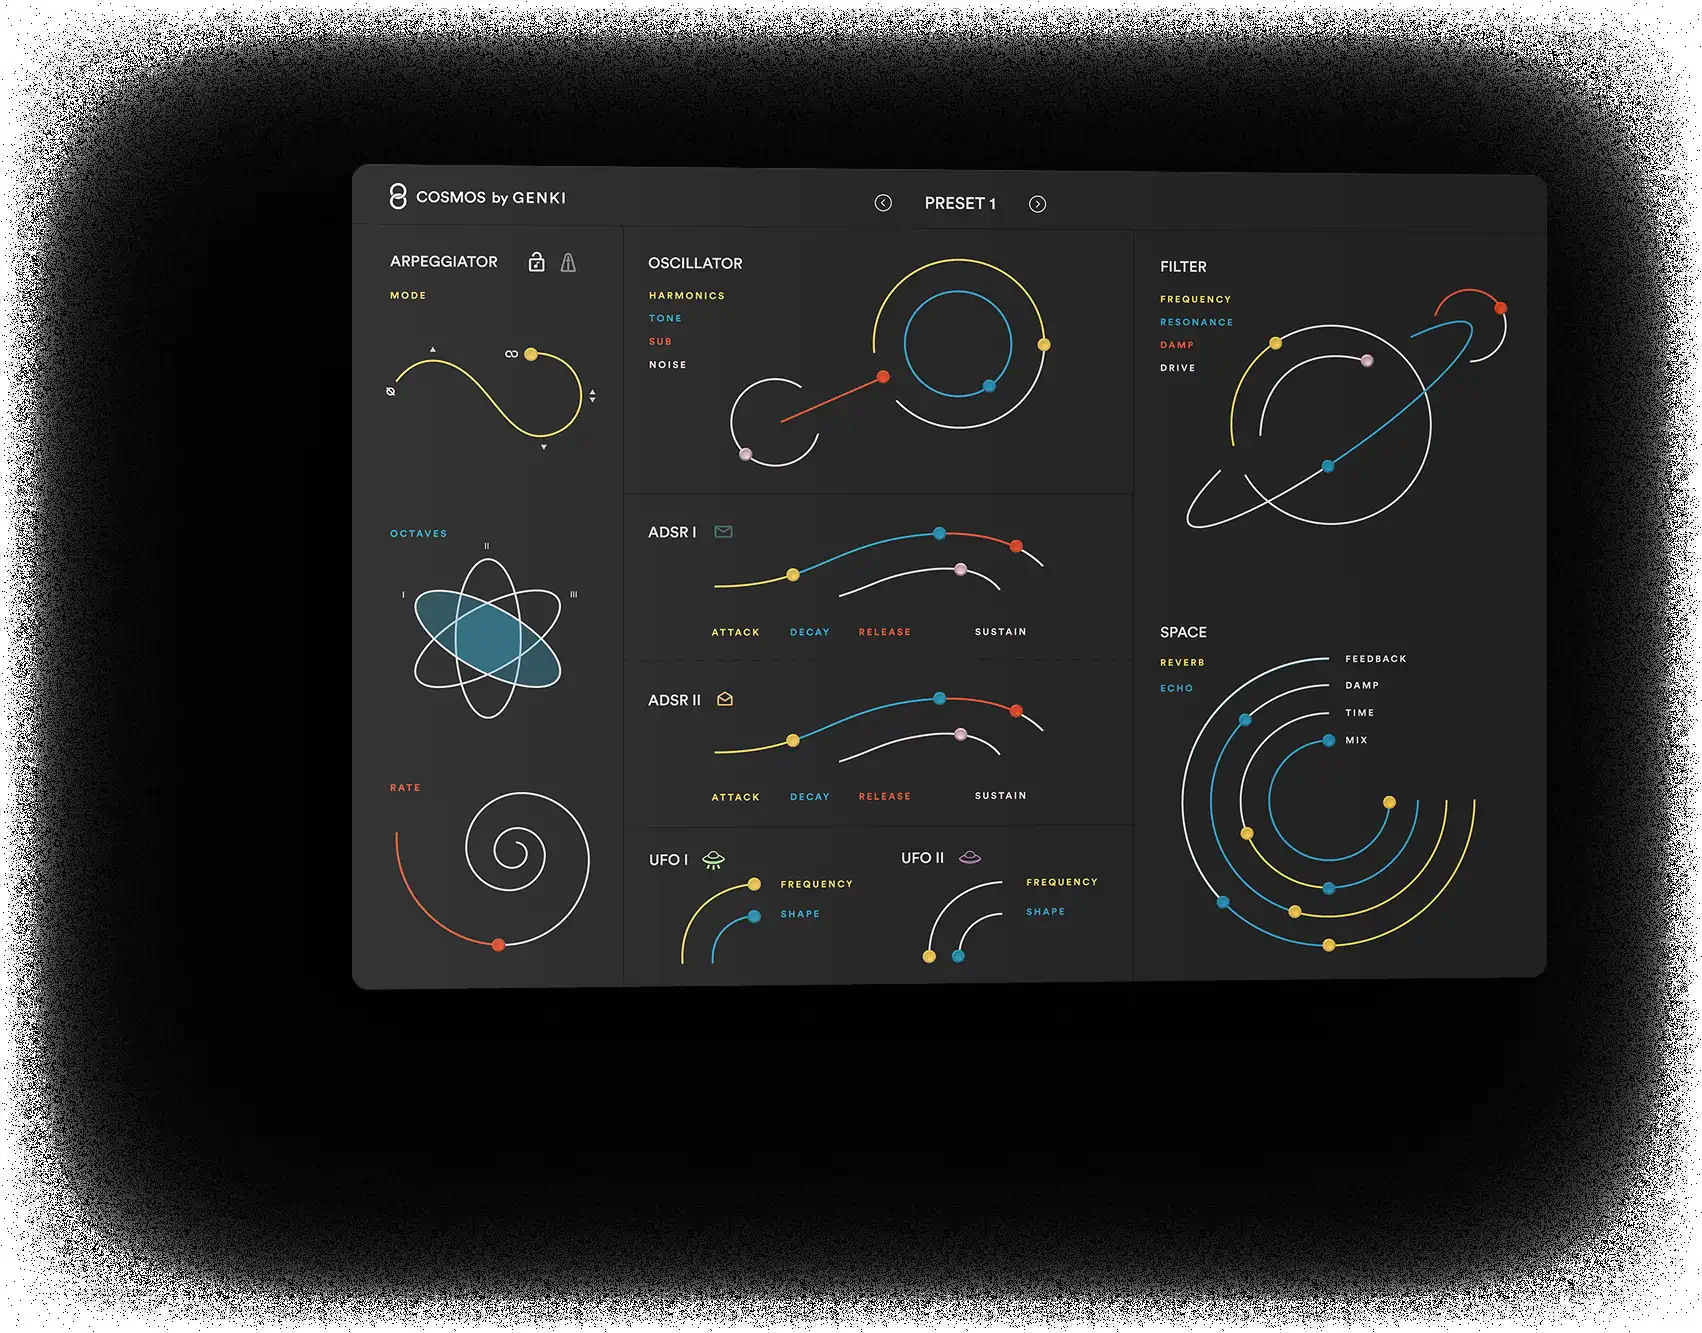 COSMOS by GENKI
PRESET 1
ARPEGGIATOR
MODE
∞
Ø
OCTAVES
I
II
III
RATE
OSCILLATOR
HARMONICS
TONE
SUB
NOISE
ADSR I
ATTACK DECAY RELEASE SUSTAIN
ADSR II
ATTACK DECAY RELEASE SUSTAIN
UFO I
FREQUENCY
SHAPE
UFO II
FREQUENCY
SHAPE
FILTER
FREQUENCY
RESONANCE
DAMP
DRIVE
SPACE
REVERB
ECHO
FEEDBACK
DAMP
TIME
MIX